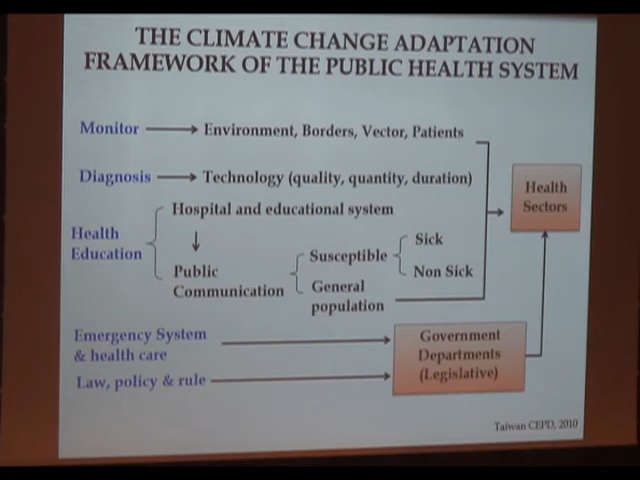 THE CLIMATE CHANGE ADAPTATION
FRAMEWORK OF THE PUBLIC HEALTH SYSTEM
Monitor
Environment, Borders, Vector, Patients
Diagnosis
Technology (quality, quantity, duration)
Health
Sectors
Health
Education
Hospital and educational system
Public
Communication
Susceptible
General
population
Sick
Non Sick
Emergency System
& health care
Law, policy & rule
Government
Departments
(Legislative)
Taiwan CEPD, 2010